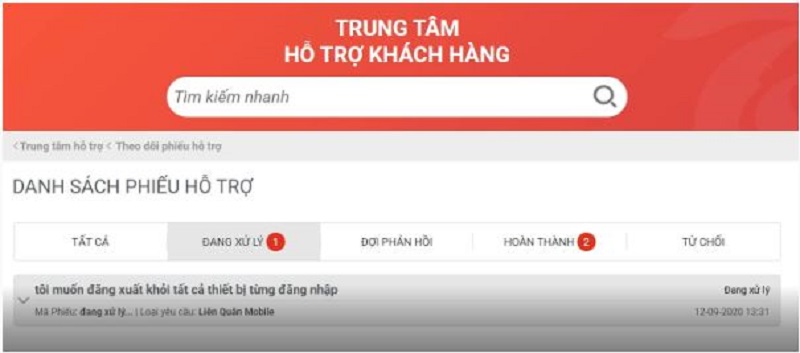 TRUNG TÂM
HỖ TRỢ KHÁCH HÀNG
Tìm kiếm nhanh
< Trung tâm hỗ trợ < Theo dõi phiếu hỗ trợ
DANH SÁCH PHIẾU HỖ TRỢ
TẤT CẢ ĐANG XỬ LÝ 1 ĐỢI PHẢN HỒI HOÀN THÀNH 2 TỪ CHỐI
tôi muốn đăng xuất khỏi tất cả thiết bị từng đăng nhập Đang xử lý
Mã Phiếu: đang xử lý... | Loại yêu cầu: Liên Quân Mobile 12-09-2020 13:31